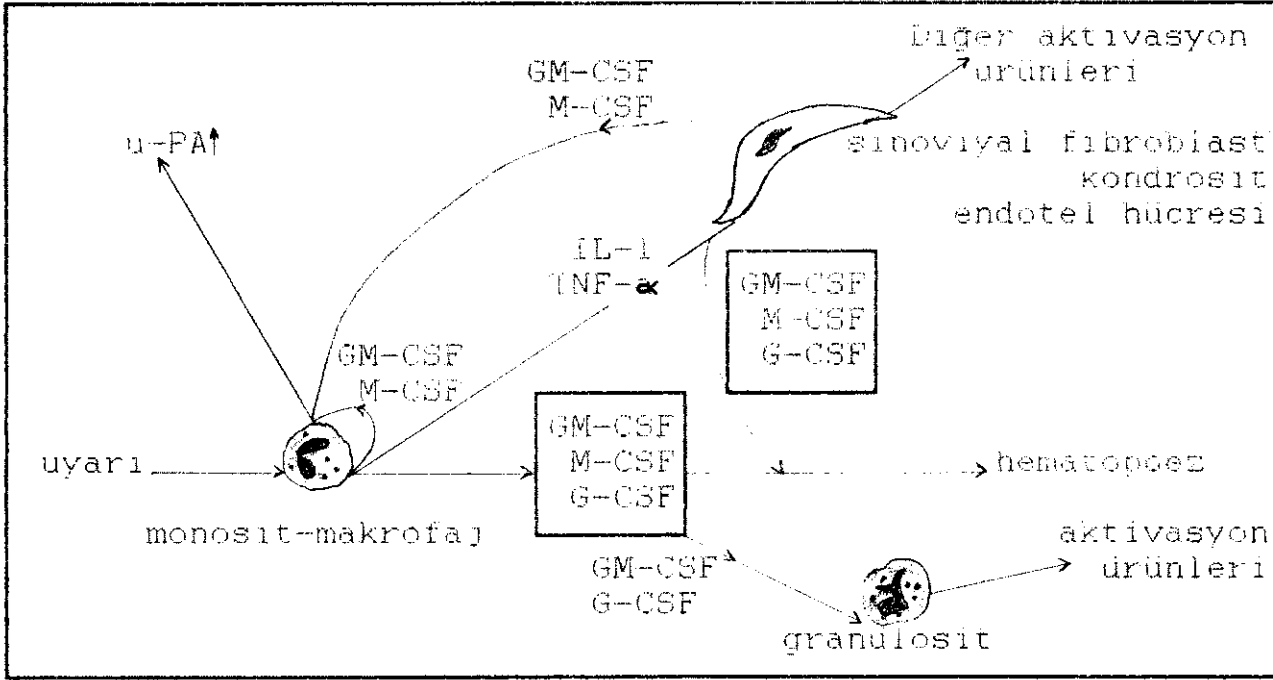 Diğer aktivasyon
ürünleri
GM-CSF
M-CSF
u-PA↑
sinoviyal fibroblast
kondrosit
endotel hücresi
IL-1
TNF-α
GM-CSF
M-CSF
G-CSF
GM-CSF
M-CSF
uyarı
GM-CSF
M-CSF
G-CSF
hematopoez
monosit-makrofaj
aktivasyon
ürünleri
GM-CSF
G-CSF
granülosit